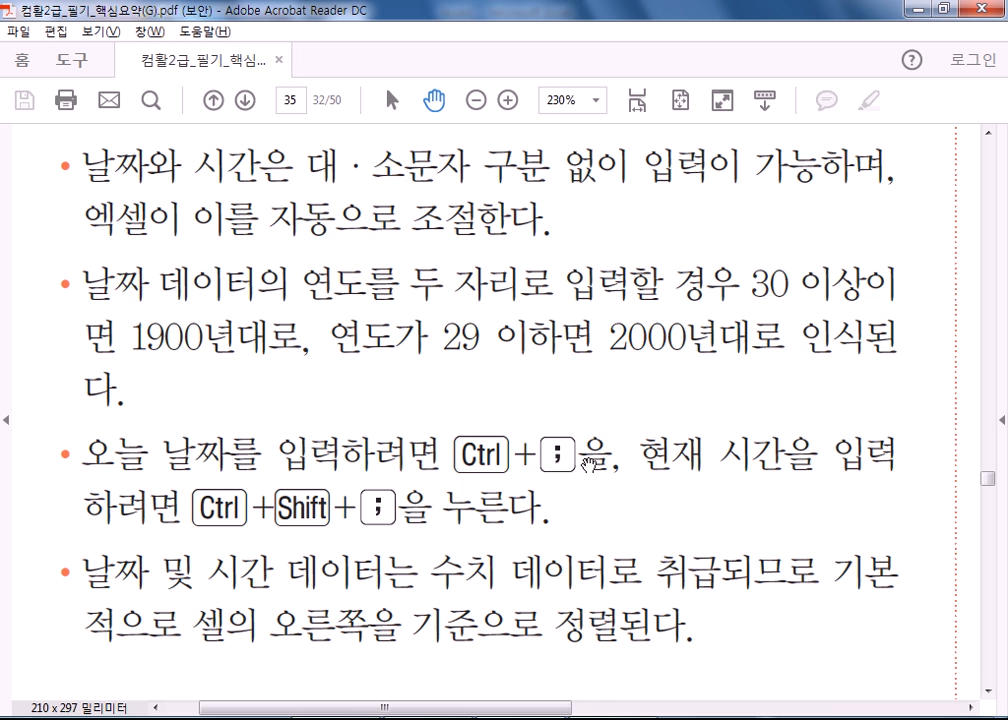 컴활2급_필기_핵심요약(G).pdf (보안) - Adobe Acrobat Reader DC
파일 편집 보기(V) 창(W) 도움말(H)
홈 도구 컴활2급_필기_핵심... × ? 로그인
35 32/50 230%
• 날짜와 시간은 대·소문자 구분 없이 입력이 가능하며,
엑셀이 이를 자동으로 조절한다.
• 날짜 데이터의 연도를 두 자리로 입력할 경우 30 이상이
면 1900년대로, 연도가 29 이하면 2000년대로 인식된
다.
• 오늘 날짜를 입력하려면 Ctrl+;을, 현재 시간을 입력
하려면 Ctrl+Shift+;을 누른다.
• 날짜 및 시간 데이터는 수치 데이터로 취급되므로 기본
적으로 셀의 오른쪽을 기준으로 정렬된다.
210 x 297 밀리미터